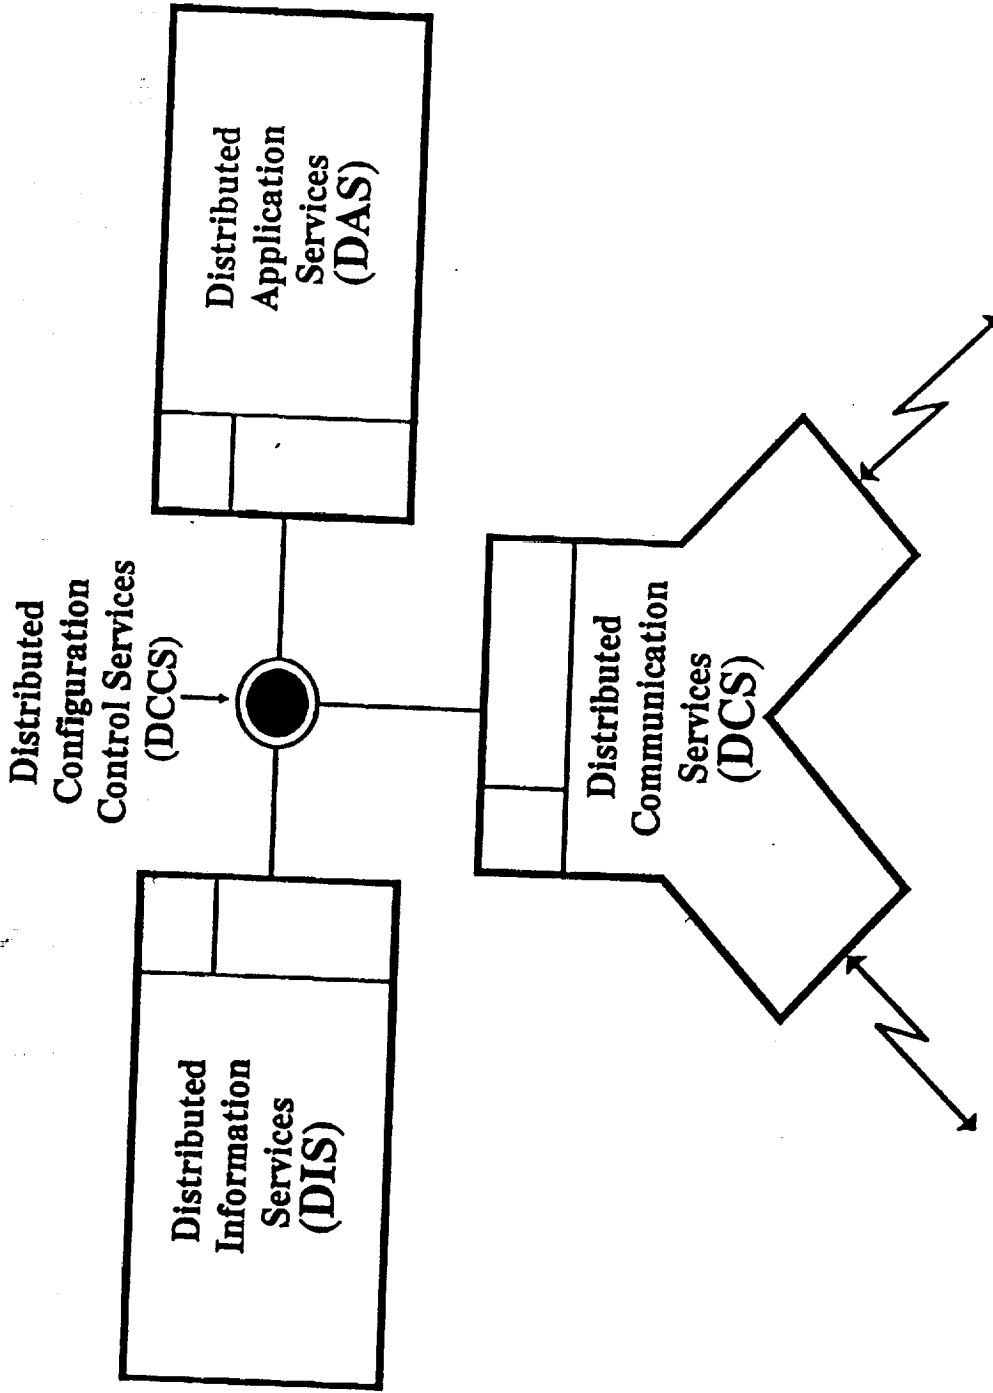 Distributed
Configuration
Control Services
(DCCS)
Distributed
Information
Services
(DIS)
Distributed
Application
Services
(DAS)
Distributed
Communication
Services
(DCS)